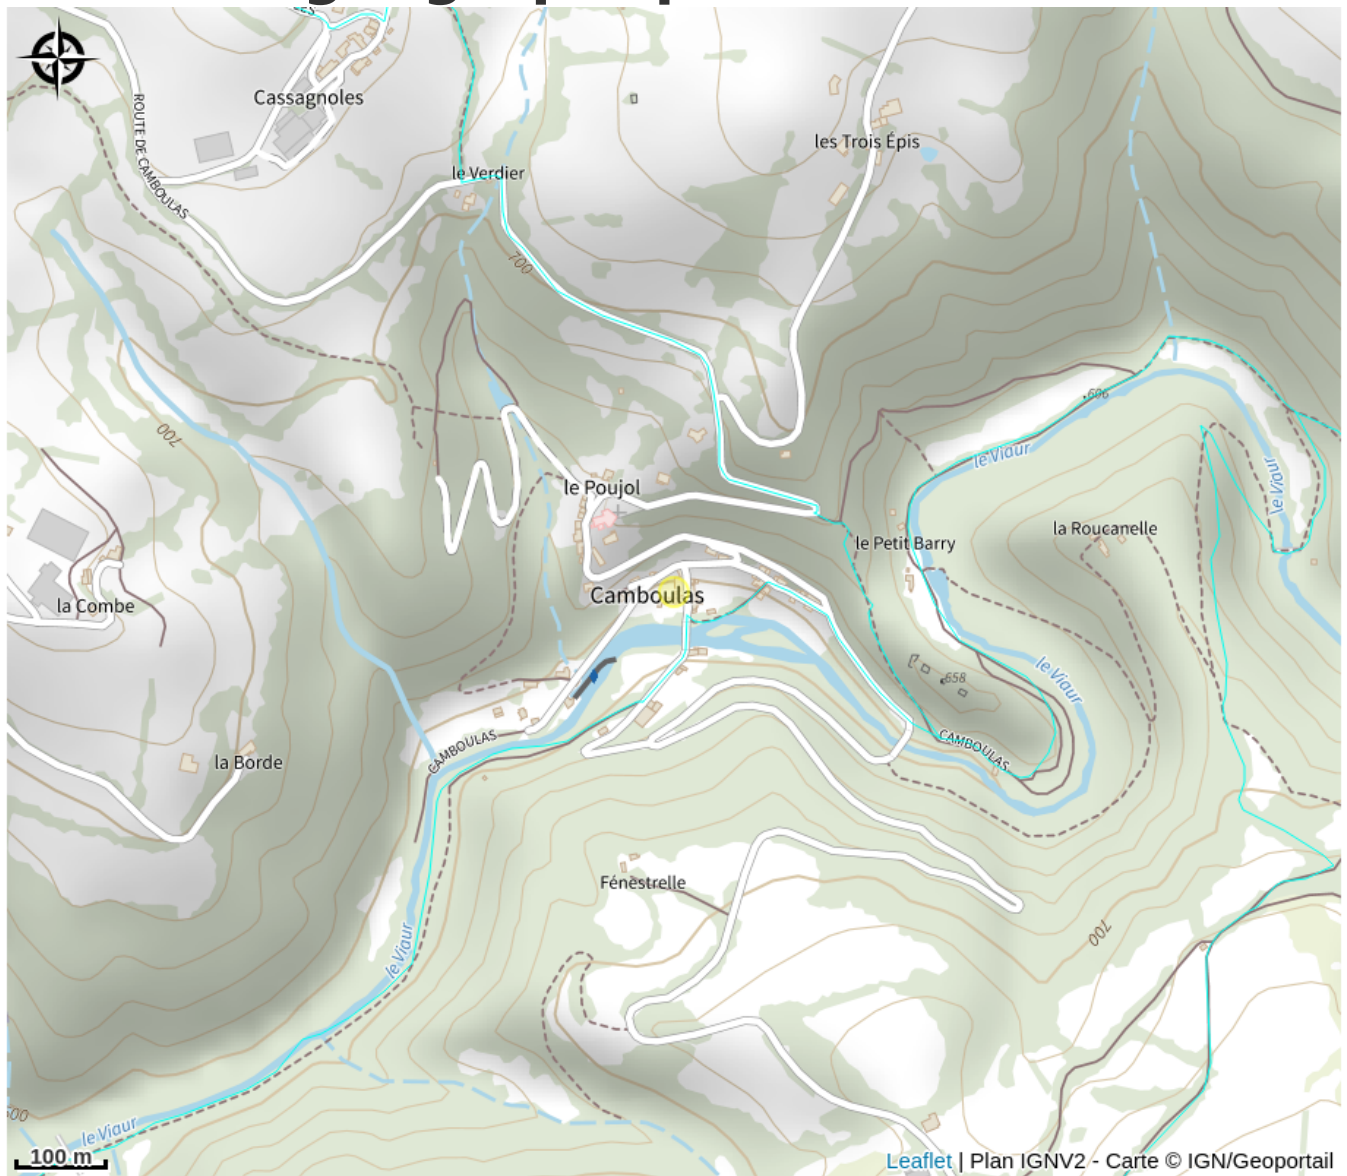 Cassagnoles
ROUTE DE CAMBOULAS
les Trois Épis
le Verdier
700
606
700
le Viaur
le Viaur
le Poujol
la Roucanelle
le Petit Barry
Camboulas
la Combe
le Viaur
658
CAMBOULAS
CAMBOULAS
la Borde
Fénestrelle
700
le Viaur
le Viaur
100 m
Leaflet | Plan IGNV2 - Carte © IGN/Geoportail